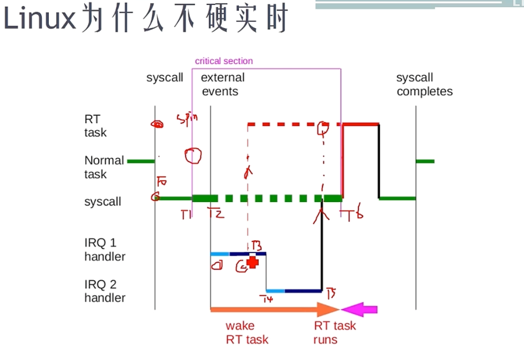 Linux为什么不硬实时
critical section
syscall external events
syscall completes
RT task
Spin
Normal task
T0
syscall
T1 T2 T6
IRQ 1 handler
T3
IRQ 2 handler
T4 T5
wake RT task
RT task runs